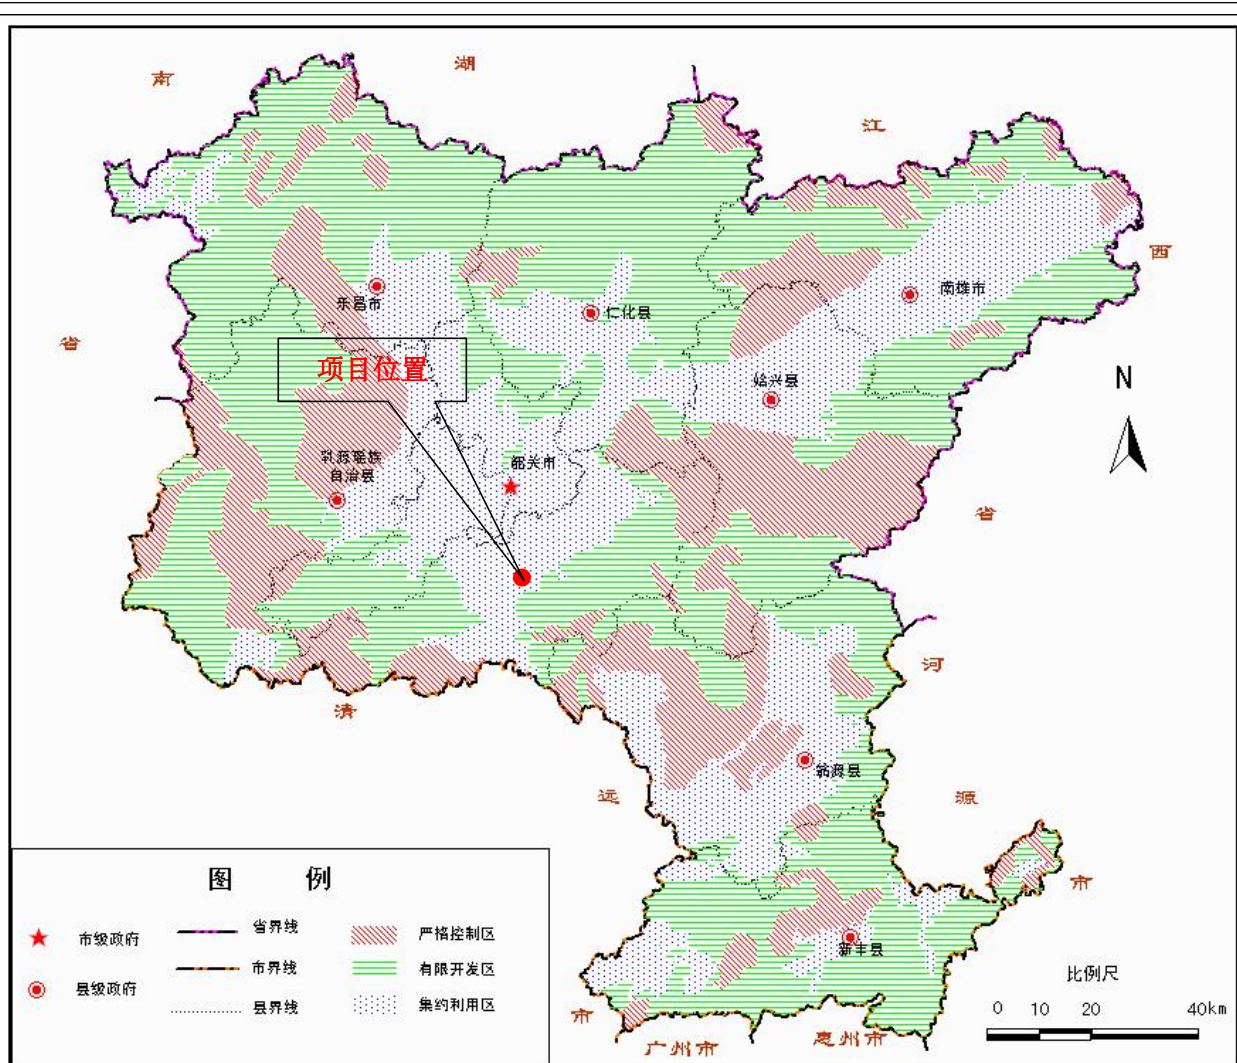 湖
南
江
西
省
乐昌市
仁化县
南雄市
省
项目位置
始兴县
N
乳源瑶族
自治县
韶关市
省
河
清
翁源县
远
源
市
新丰县
市
广州市
惠州市
图 例
市级政府
县级政府
省界线
市界线
县界线
严格控制区
有限开发区
集约利用区
比例尺
0 10 20 40km